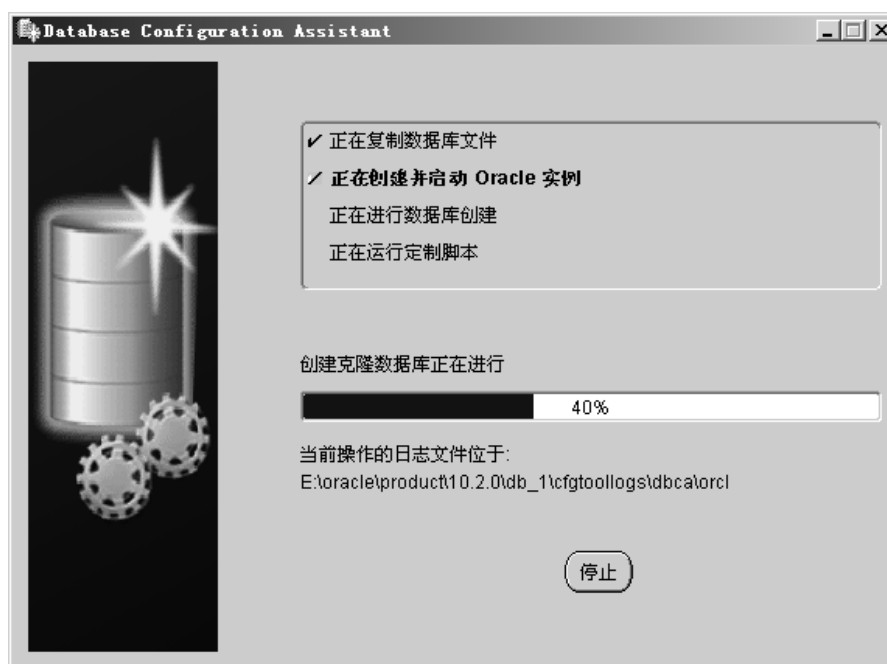 Database Configuration Assistant
正在复制数据库文件
正在创建并启动 Oracle 实例
正在进行数据库创建
正在运行定制脚本
创建克隆数据库正在进行
40%
当前操作的日志文件位于:
E:\oracle\product\10.2.0\db_1\cfgtoollogs\dbca\orcl
停止